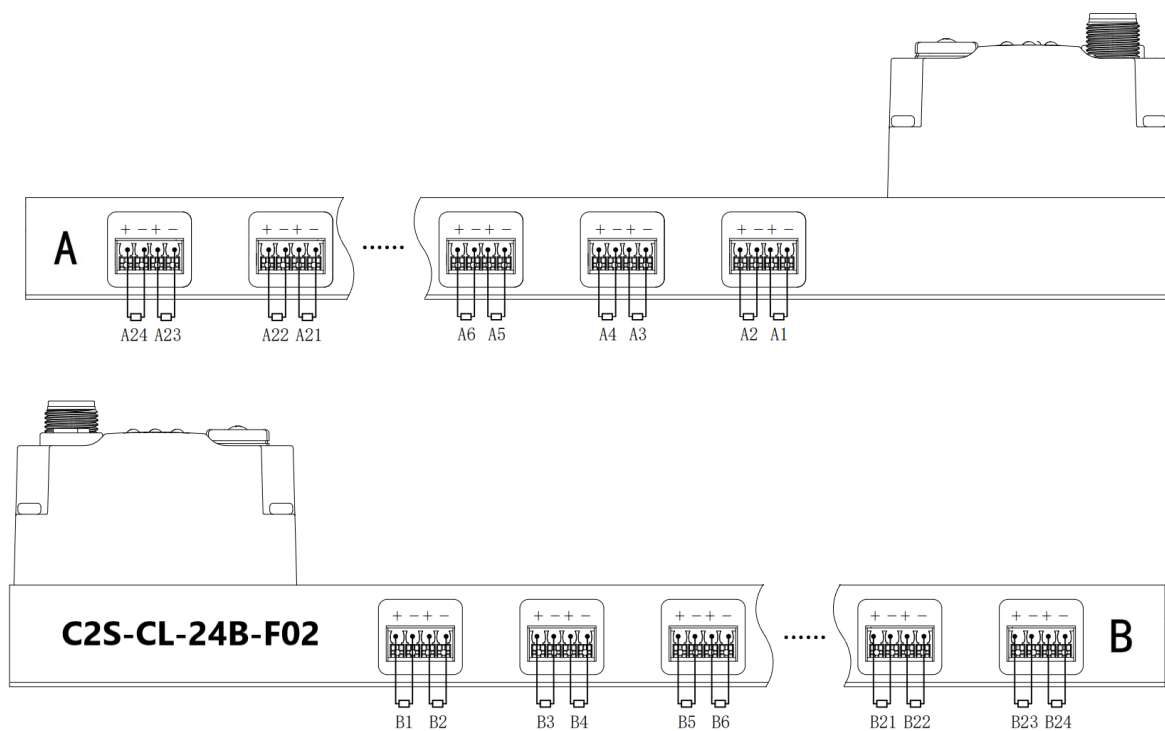 + − + − + − + − + − + − + − + − + − + −
A ······
A24 A23 A22 A21 A6 A5 A4 A3 A2 A1
+ − + − + − + − + − + − + − + − + − + −
C2S-CL-24B-F02 ······ B
B1 B2 B3 B4 B5 B6 B21 B22 B23 B24